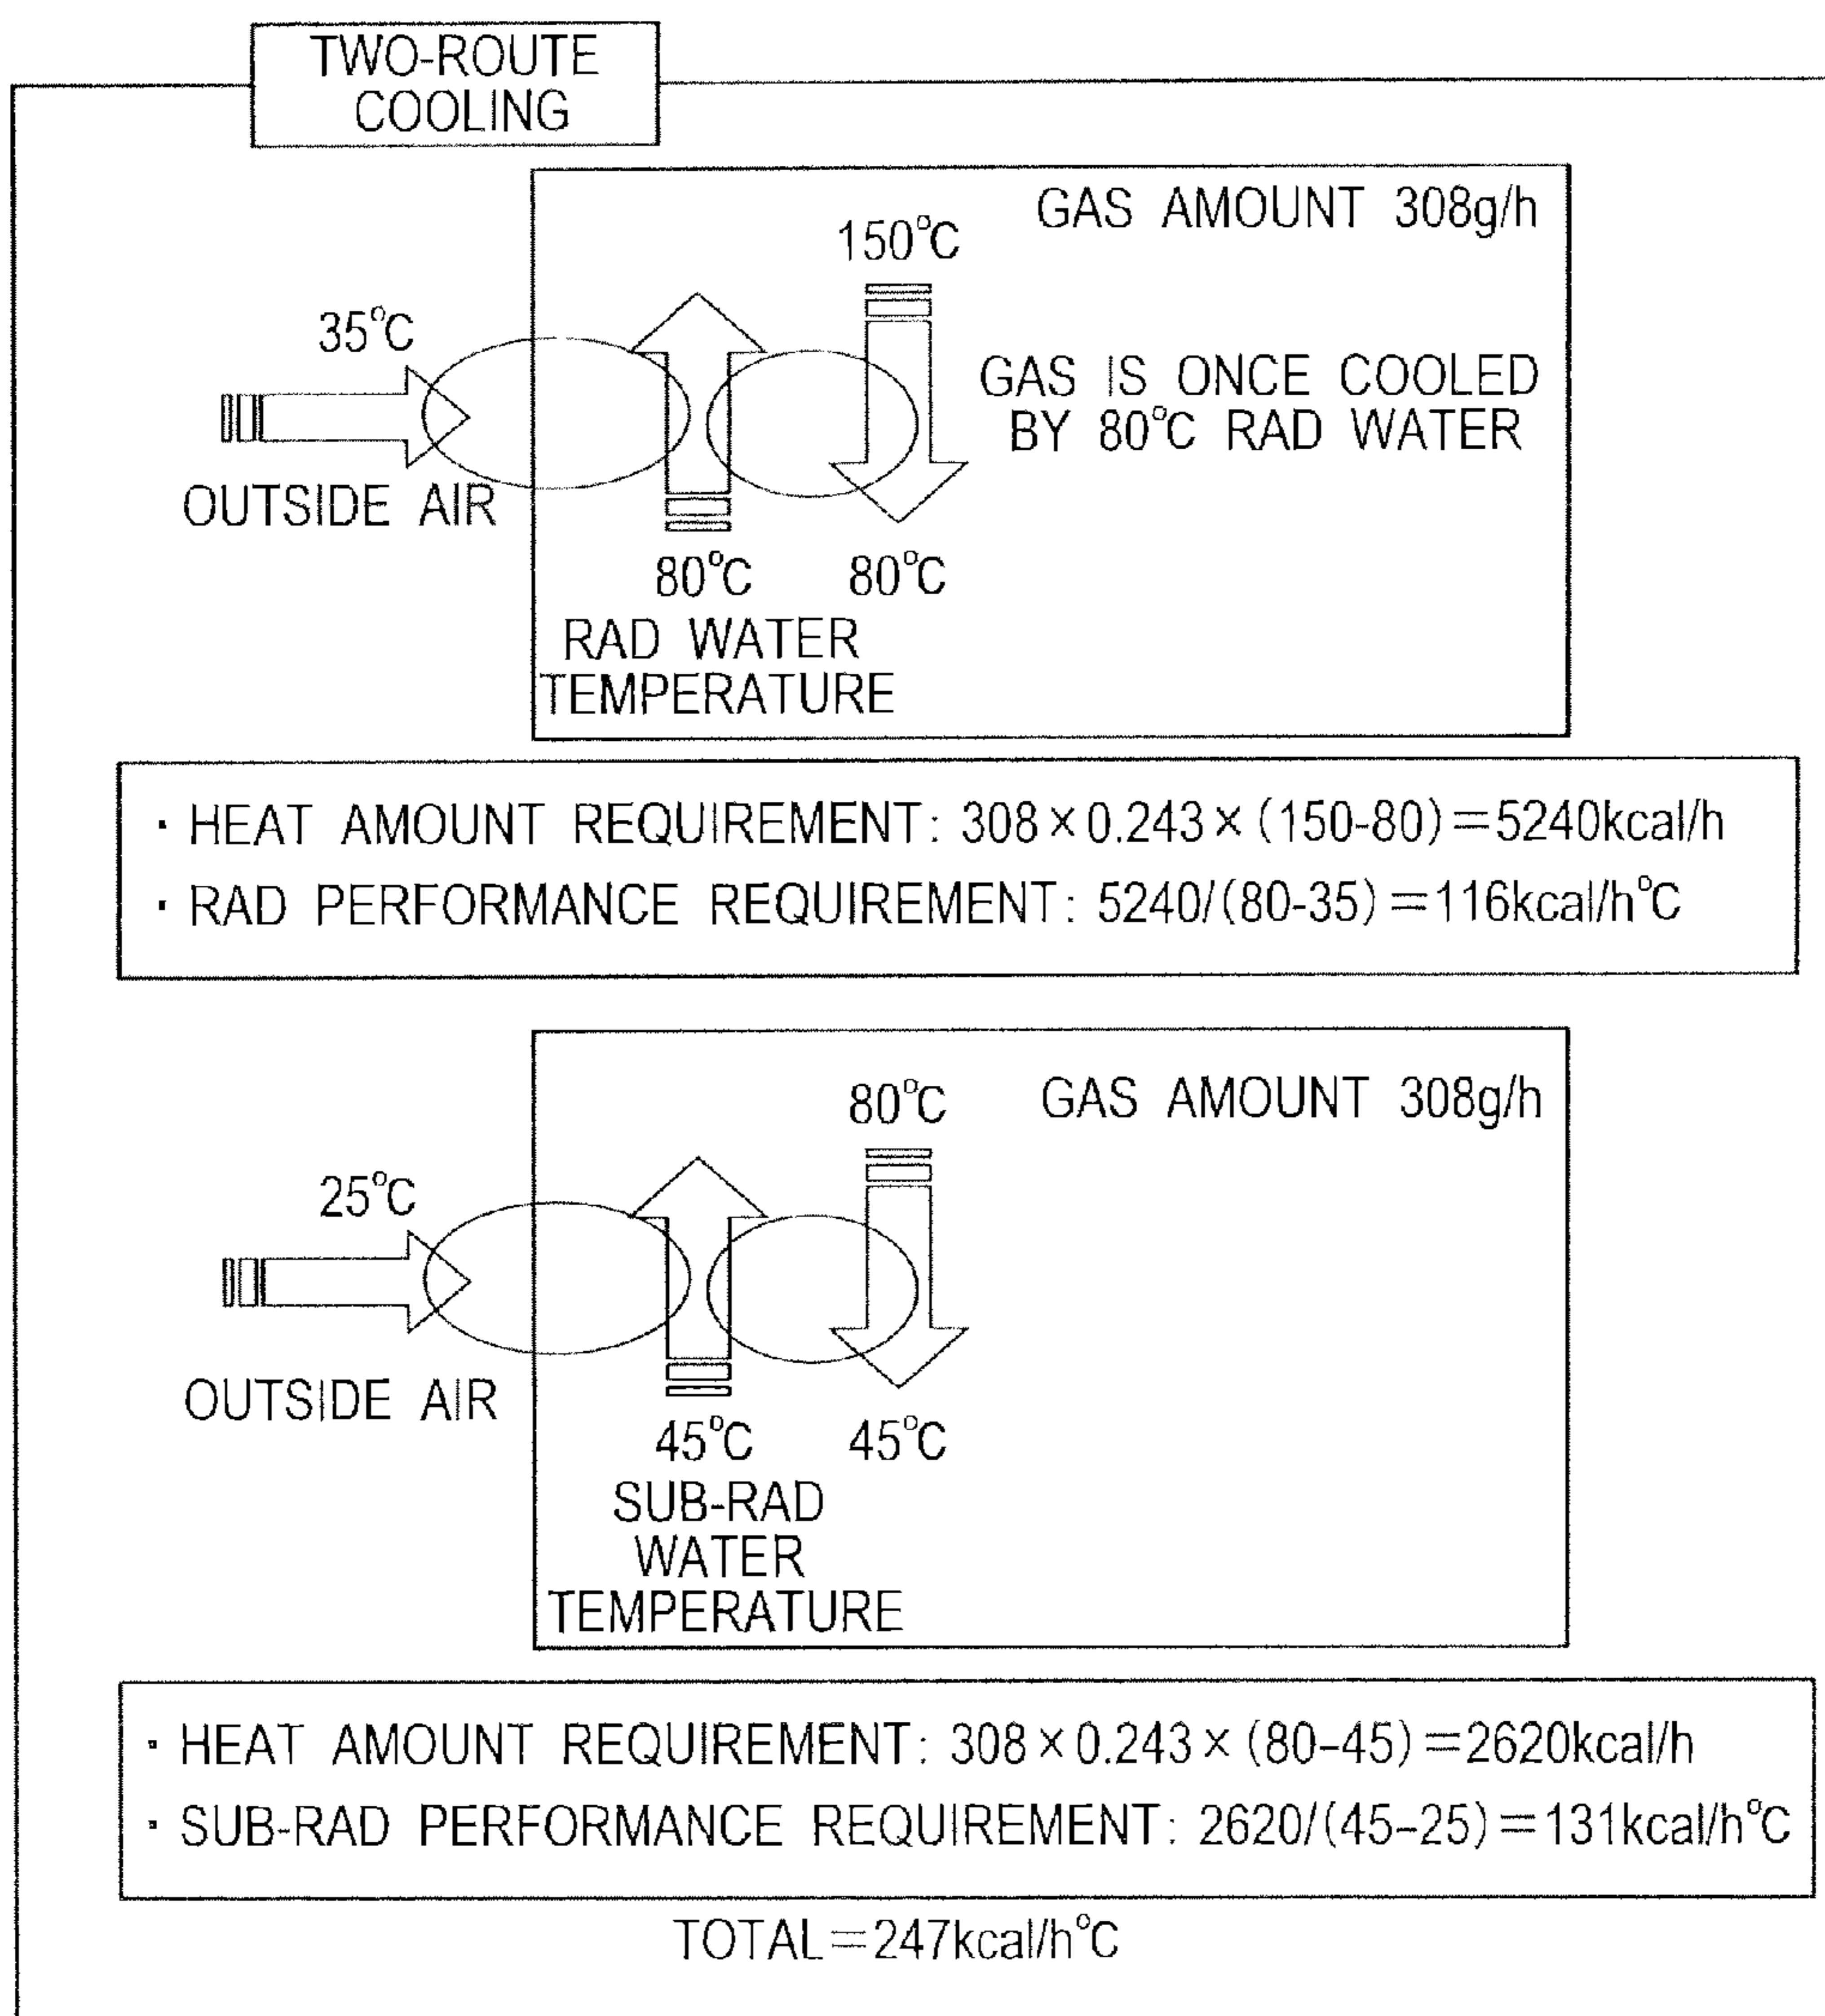 TWO-ROUTE
COOLING
GAS AMOUNT 308g/h
150°C
35°C
GAS IS ONCE COOLED
BY 80°C RAD WATER
OUTSIDE AIR
80°C 80°C
RAD WATER
TEMPERATURE
· HEAT AMOUNT REQUIREMENT: 308×0.243×(150-80)=5240kcal/h
· RAD PERFORMANCE REQUIREMENT: 5240/(80-35)=116kcal/h°C
80°C GAS AMOUNT 308g/h
25°C
OUTSIDE AIR
45°C 45°C
SUB-RAD
WATER
TEMPERATURE
· HEAT AMOUNT REQUIREMENT: 308×0.243×(80-45)=2620kcal/h
· SUB-RAD PERFORMANCE REQUIREMENT: 2620/(45-25)=131kcal/h°C
TOTAL=247kcal/h°C